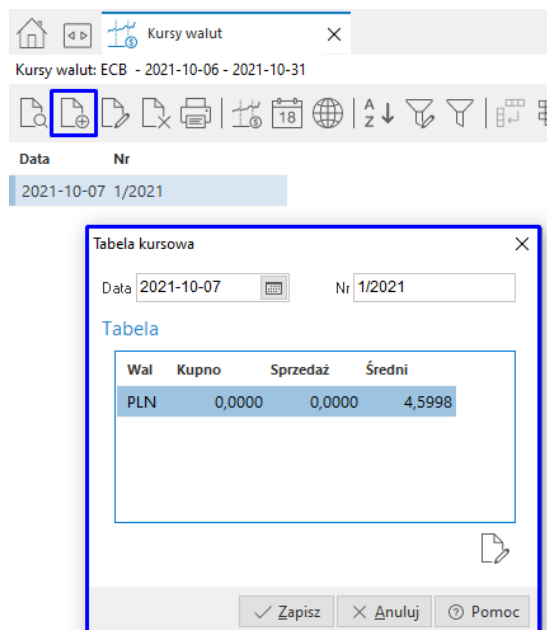 Kursy walut
Kursy walut: ECB - 2021-10-06 - 2021-10-31
18
A
Z
Data Nr
2021-10-07 1/2021
Tabela kursowa
Data 2021-10-07 Nr 1/2021
Tabela
Wal Kupno Sprzedaż Średni
PLN 0,0000 0,0000 4,5998
Zapisz Anuluj Pomoc